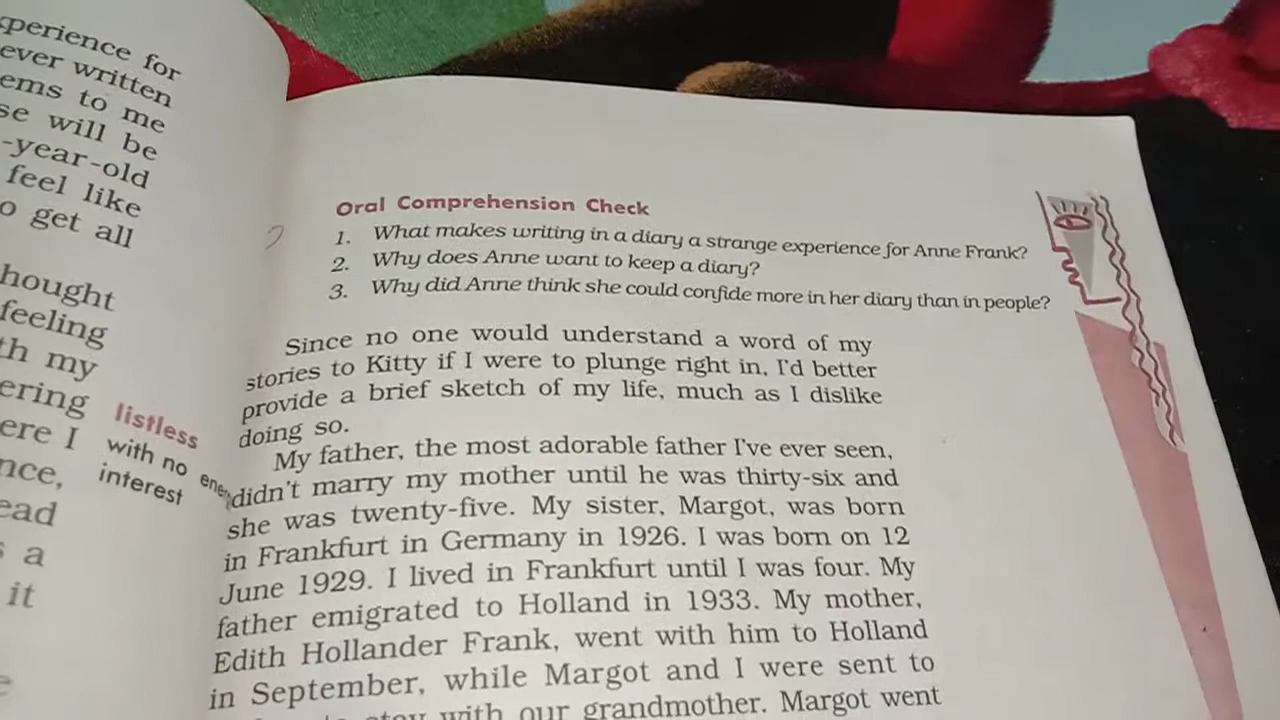 xperience for
ever written
ems to me
se will be
-year-old
feel like
o get all
hought
feeling
th my
ering
ere I
nce,
ead
s a
it
listless
with no
interest
Oral Comprehension Check
1. What makes writing in a diary a strange experience for Anne Frank?
2. Why does Anne want to keep a diary?
3. Why did Anne think she could confide more in her diary than in people?
Since no one would understand a word of my
stories to Kitty if I were to plunge right in, I'd better
provide a brief sketch of my life, much as I dislike
doing so.
My father, the most adorable father I've ever seen,
didn't marry my mother until he was thirty-six and
she was twenty-five. My sister, Margot, was born
in Frankfurt in Germany in 1926. I was born on 12
June 1929. I lived in Frankfurt until I was four. My
father emigrated to Holland in 1933. My mother,
Edith Hollander Frank, went with him to Holland
in September, while Margot and I were sent to
stay with our grandmother. Margot went